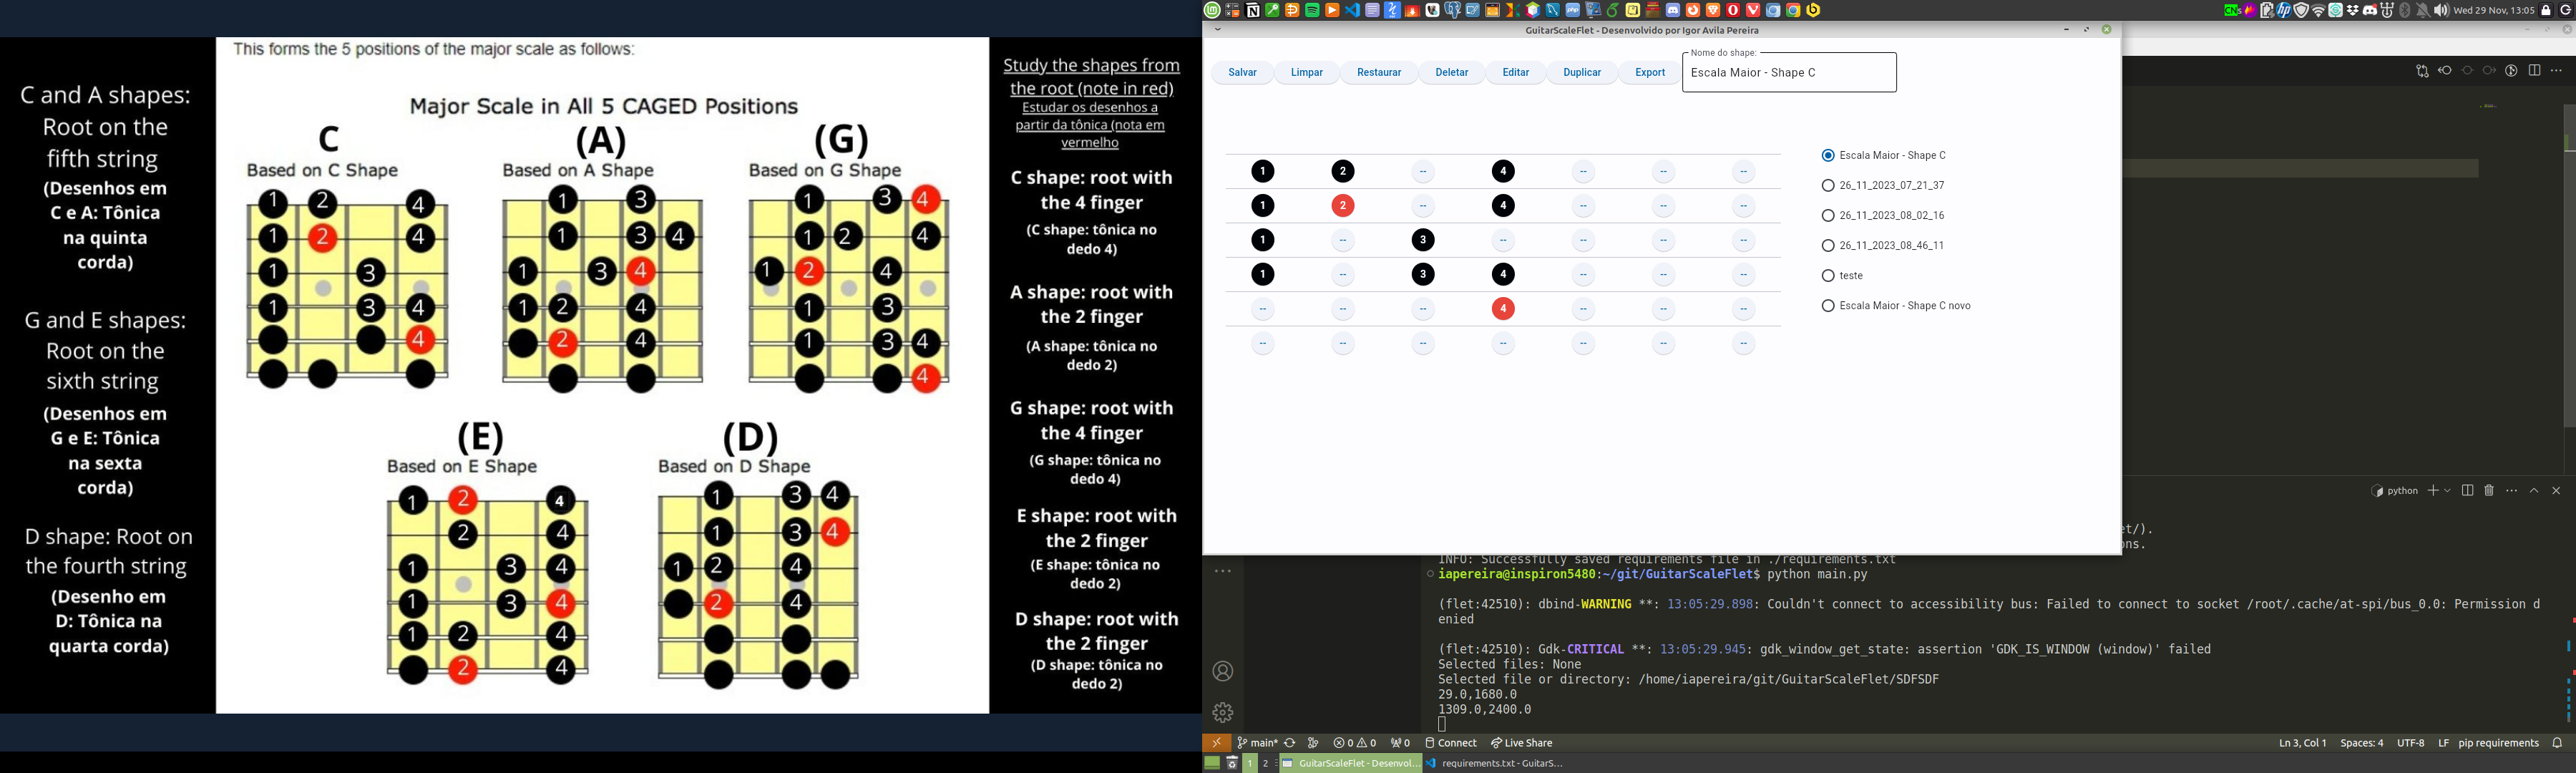 This forms the 5 positions of the major scale as follows:
C and A shapes:
Root on the
fifth string
(Desenhos em
C e A: Tônica
na quinta
corda)
G and E shapes:
Root on the
sixth string
(Desenhos em
G e E: Tônica
na sexta
corda)
D shape: Root on
the fourth string
(Desenho em
D: Tônica na
quarta corda)
Major Scale in All 5 CAGED Positions
C
Based on C Shape
1 2 4
1 2 4
1 3
1 3 4
4
(A)
Based on A Shape
1 3
1 3 4
1 3 4
1 2 4
2 4
(G)
Based on G Shape
1 3 4
1 2 4
1 2 4
1 3
1 3 4
4
(E)
Based on E Shape
1 2 4
2 4
1 3 4
1 3 4
1 2 4
2 4
(D)
Based on D Shape
1 3 4
1 3 4
1 2 4
2 4
Study the shapes from
the root (note in red)
Estudar os desenhos a
partir da tônica (nota em
vermelho
C shape: root with
the 4 finger
(C shape: tônica no
dedo 4)
A shape: root with
the 2 finger
(A shape: tônica no
dedo 2)
G shape: root with
the 4 finger
(G shape: tônica no
dedo 4)
E shape: root with
the 2 finger
(E shape: tônica no
dedo 2)
D shape: root with
the 2 finger
(D shape: tônica no
dedo 2)
Wed 29 Nov, 13:05
GuitarScaleFlet - Desenvolvido por Igor Avila Pereira
Salvar Limpar Restaurar Deletar Editar Duplicar Export
Nome do shape:
Escala Maior - Shape C
1 2 -- 4 -- -- --
1 2 -- 4 -- -- --
1 -- 3 -- -- -- --
1 -- 3 4 -- -- --
-- -- -- 4 -- -- --
-- -- -- -- -- -- --
Escala Maior - Shape C
26_11_2023_07_21_37
26_11_2023_08_02_16
26_11_2023_08_46_11
teste
Escala Maior - Shape C novo
python
et/).
ons.
INFO: Successfully saved requirements file in ./requirements.txt
iapereira@inspiron5480:~/git/GuitarScaleFlet$ python main.py
(flet:42510): dbind-WARNING **: 13:05:29.898: Couldn't connect to accessibility bus: Failed to connect to socket /root/.cache/at-spi/bus_0.0: Permission d
enied
(flet:42510): Gdk-CRITICAL **: 13:05:29.945: gdk_window_get_state: assertion 'GDK_IS_WINDOW (window)' failed
Selected files: None
Selected file or directory: /home/iapereira/git/GuitarScaleFlet/SDFSDF
29.0,1680.0
1309.0,2400.0
main* 0 0 0 Connect Live Share Ln 3, Col 1 Spaces: 4 UTF-8 LF pip requirements
1 2 GuitarScaleFlet - Desenvol... requirements.txt - GuitarS...